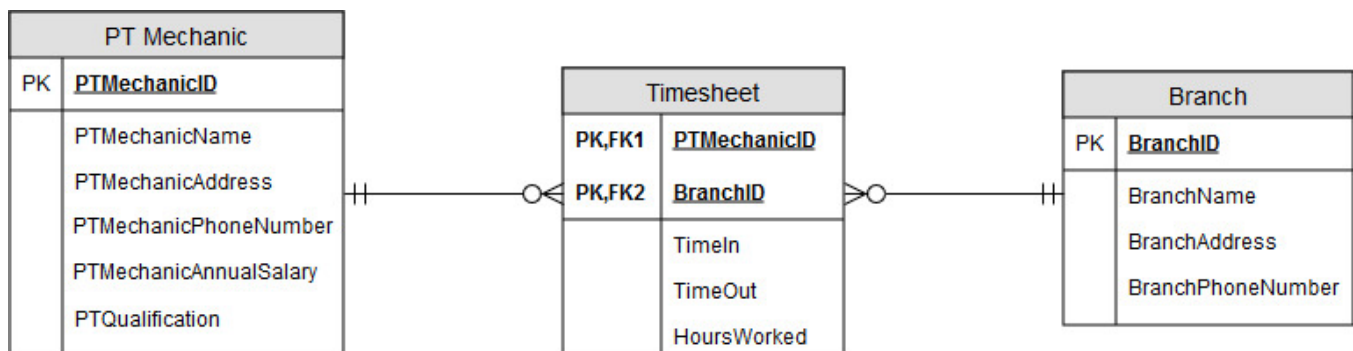 PT Mechanic
PK PTMechanicID
PTMechanicName
PTMechanicAddress
PTMechanicPhoneNumber
PTMechanicAnnualSalary
PTQualification
Timesheet
PK,FK1 PTMechanicID
PK,FK2 BranchID
TimeIn
TimeOut
HoursWorked
Branch
PK BranchID
BranchName
BranchAddress
BranchPhoneNumber